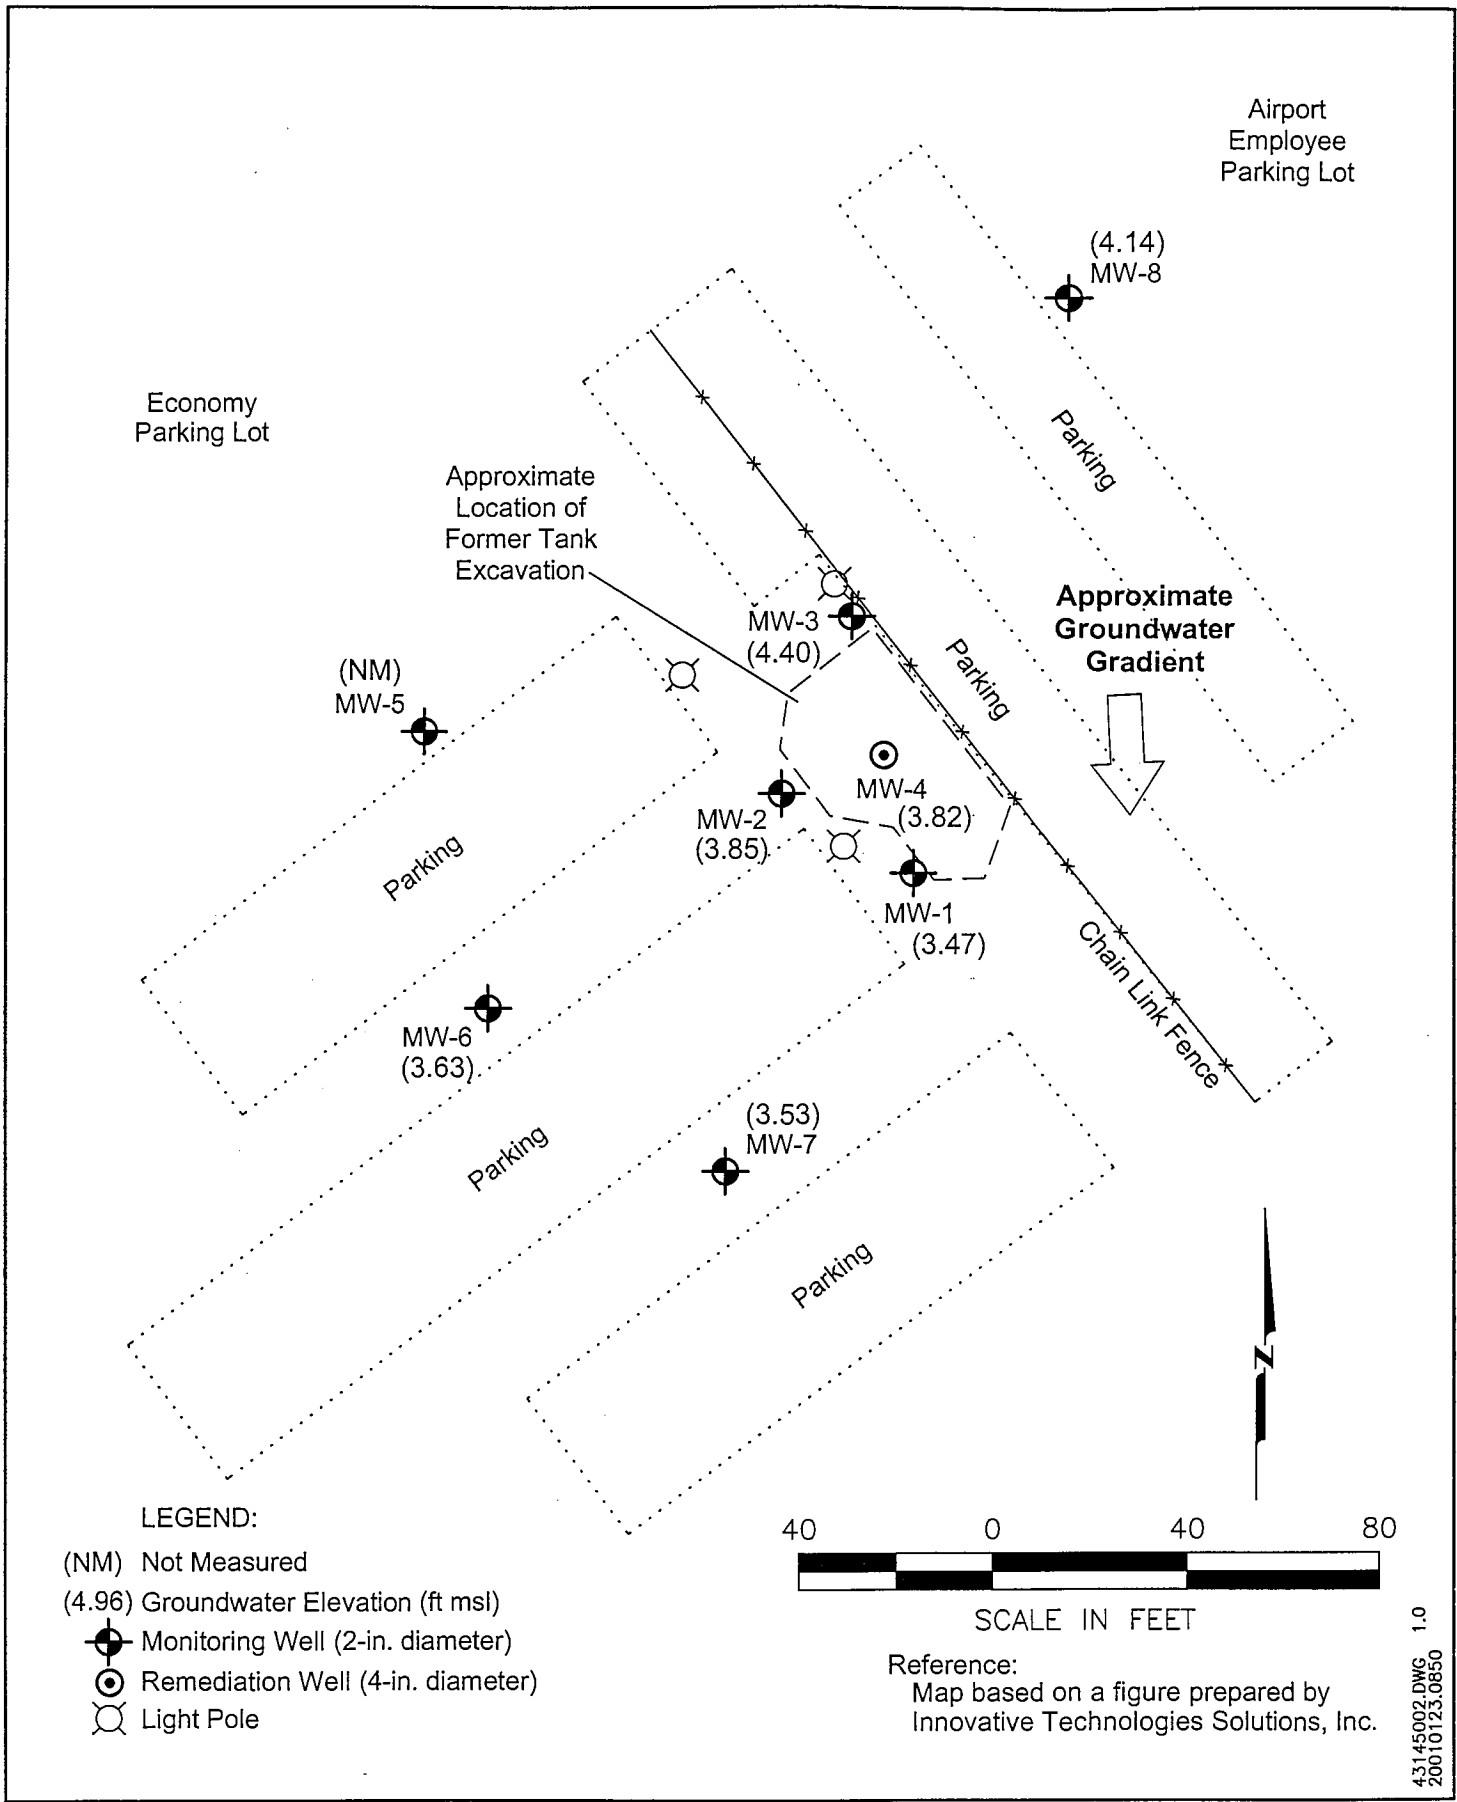 Airport
Employee
Parking Lot
(4.14)
MW-8
Economy
Parking Lot
Parking
Approximate
Location of
Former Tank
Excavation
Approximate
Groundwater
Gradient
MW-3
(4.40)
Parking
(NM)
MW-5
MW-4
(3.82)
MW-2
(3.85)
Parking
MW-1
(3.47)
Chain Link Fence
MW-6
(3.63)
(3.53)
MW-7
Parking
Parking
N
LEGEND:
(NM) Not Measured
(4.96) Groundwater Elevation (ft msl)
Monitoring Well (2-in. diameter)
Remediation Well (4-in. diameter)
Light Pole
40 0 40 80
SCALE IN FEET
Reference:
Map based on a figure prepared by
Innovative Technologies Solutions, Inc.
43145002.DWG 1.0
20010123.0850